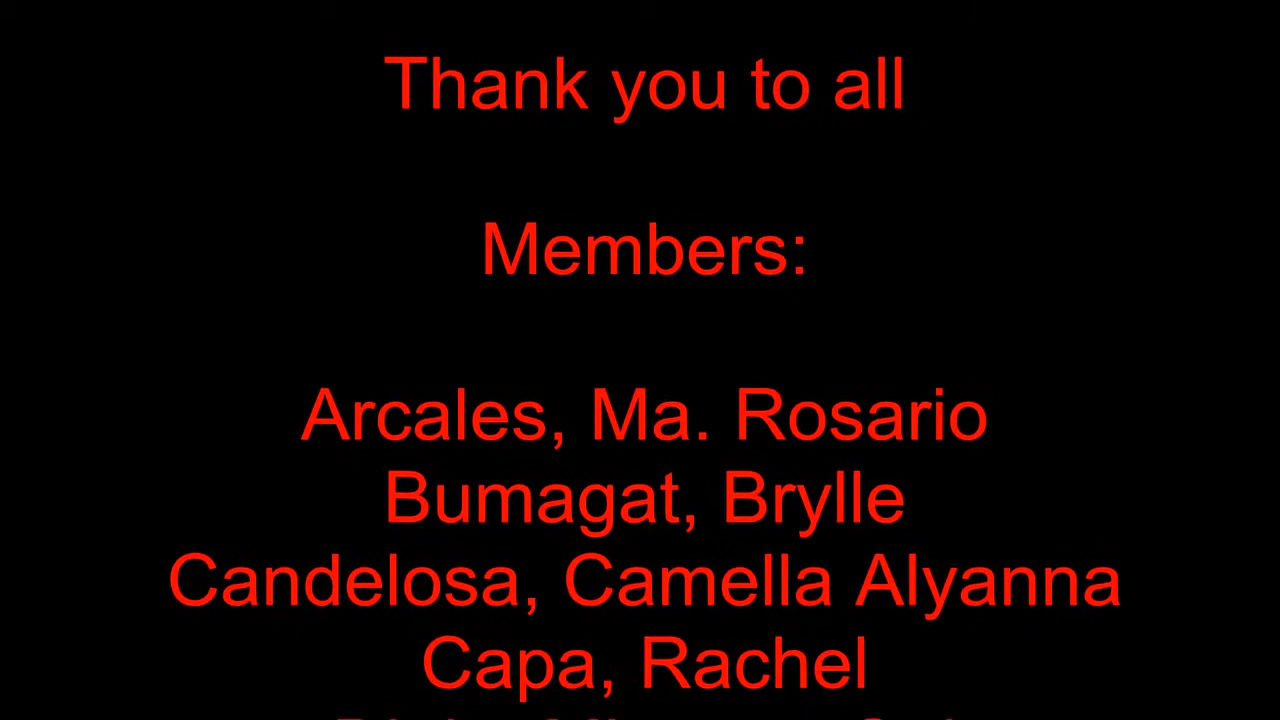 Thank you to all
Members:
Arcales, Ma. Rosario
Bumagat, Brylle
Candelosa, Camella Alyanna
Capa, Rachel